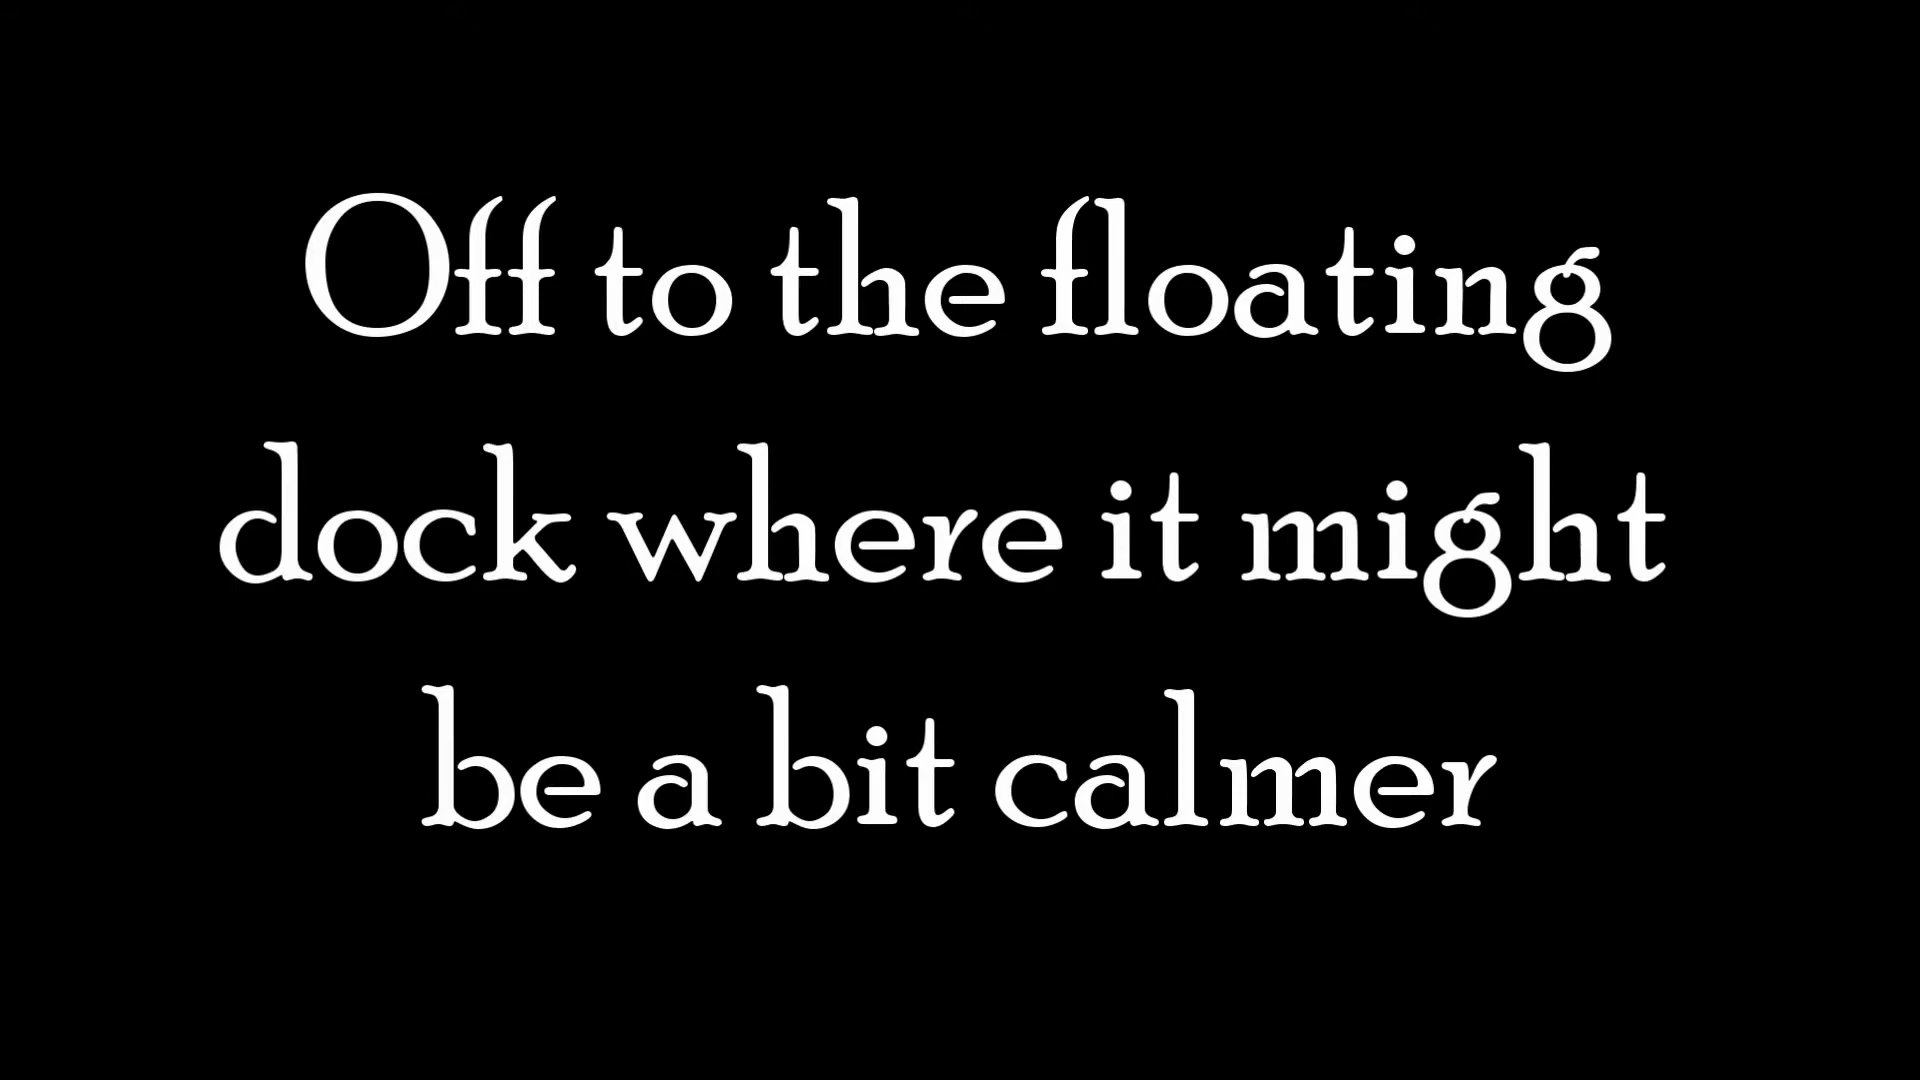 Off to the floating
dock where it might
be a bit calmer